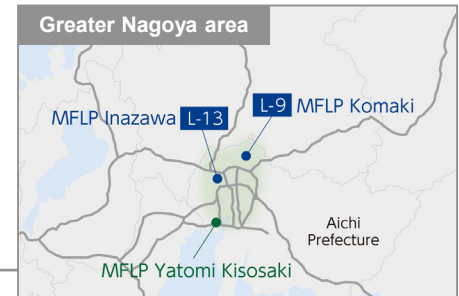 Greater Nagoya area
L-9 MFLP Komaki
MFLP Inazawa L-13
Aichi
Prefecture
MFLP Yatomi Kisosaki